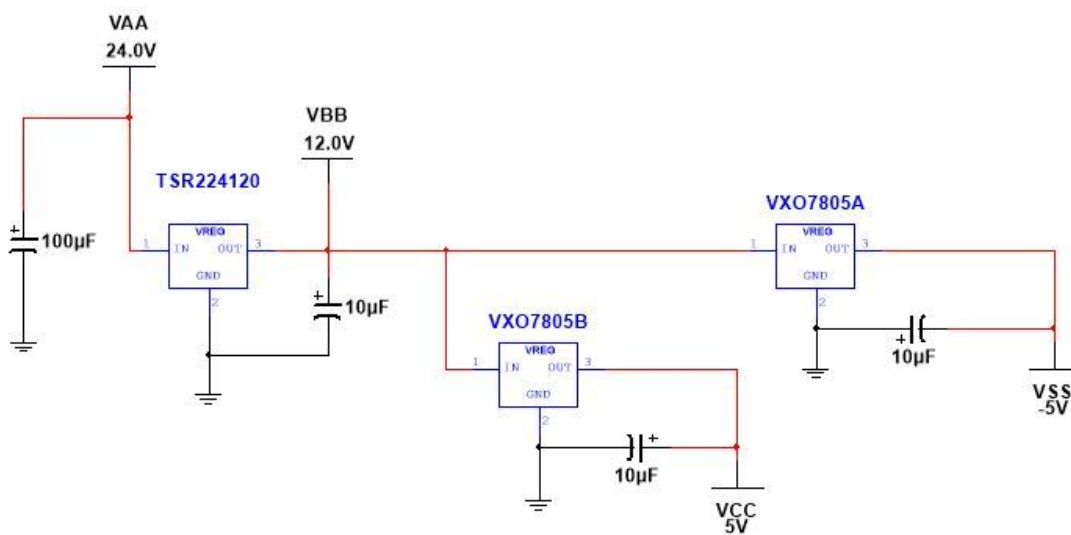 VAA
24.0V
VBB
12.0V
TSR224120
VREG
1 IN OUT 3
GND
2
+
100µF
+
10µF
VXO7805A
VREG
1 IN OUT 3
GND
2
+
10µF
VSS
-5V
VXO7805B
VREG
1 IN OUT 3
GND
2
+
10µF
VCC
5V